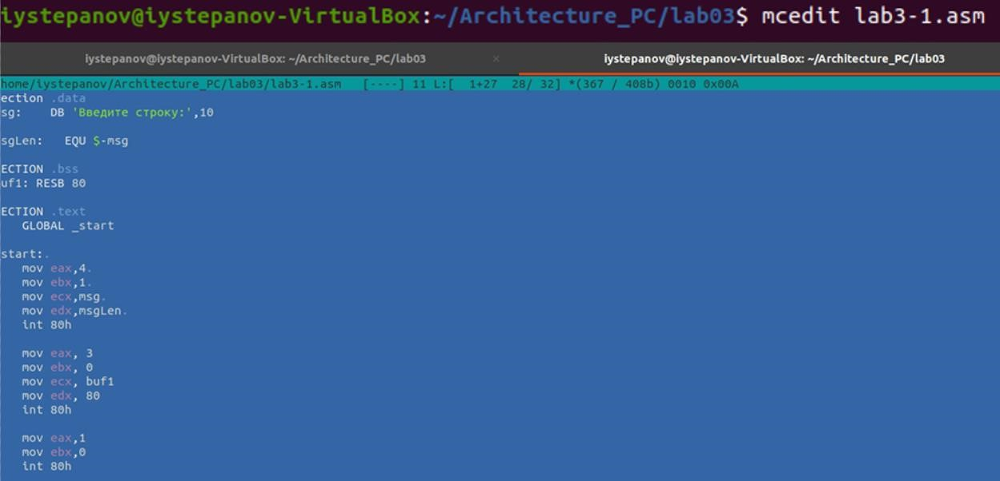 iystepanov@iystepanov-VirtualBox:~/Architecture_PC/lab03$ mcedit lab3-1.asm
iystepanov@iystepanov-VirtualBox: ~/Architecture_PC/lab03 × iystepanov@iystepanov-VirtualBox: ~/Architecture_PC/lab03
home/iystepanov/Architecture_PC/lab03/lab3-1.asm [----] 11 L:[ 1+27 28/ 32] *(367 / 408b) 0010 0x00A
ection .data
sg: DB 'Введите строку:',10
sgLen: EQU $-msg
ECTION .bss
uf1: RESB 80
ECTION .text
GLOBAL _start
start:.
mov eax,4.
mov ebx,1.
mov ecx,msg.
mov edx,msgLen.
int 80h
mov eax, 3
mov ebx, 0
mov ecx, buf1
mov edx, 80
int 80h
mov eax,1
mov ebx,0
int 80h